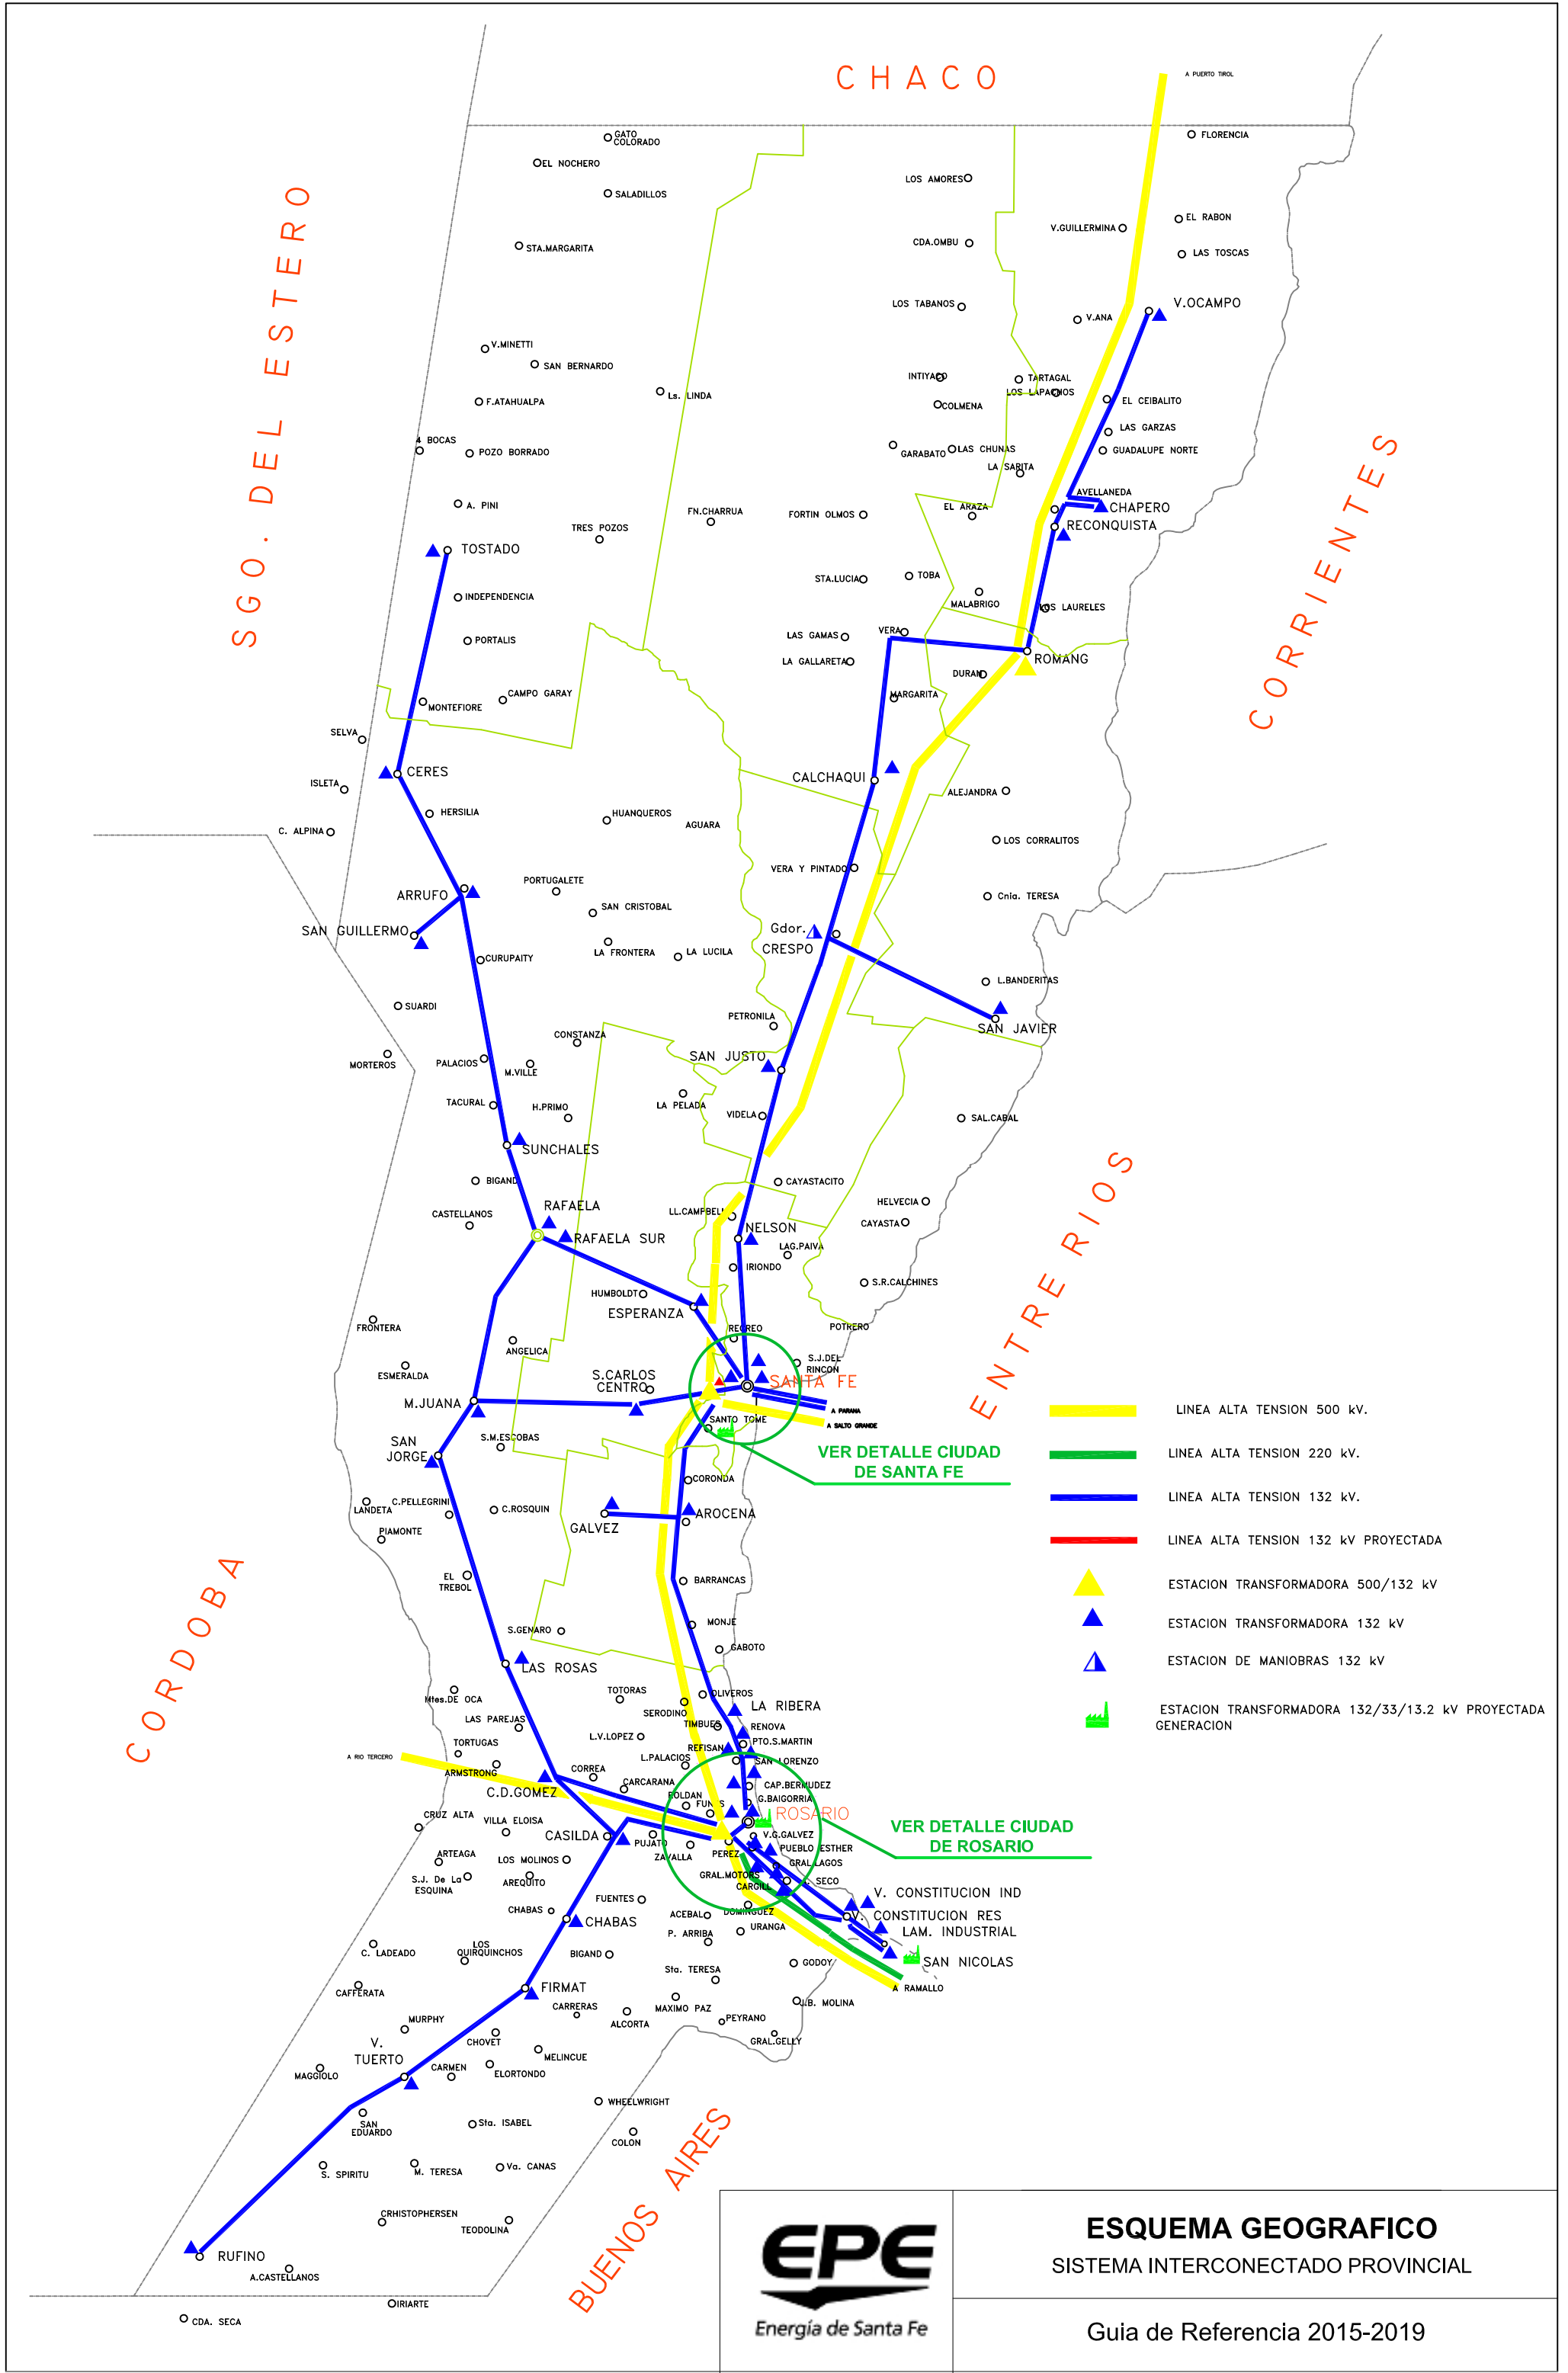 CHACO
A PUERTO TIROL
FLORENCIA
GATO
COLORADO
EL NOCHERO
SALADILLOS
LOS AMORES
SGO. DEL ESTERO
EL RABON
V.GUILLERMINA
STA.MARGARITA
CDA.OMBU
LAS TOSCAS
LOS TABANOS
V.OCAMPO
V.ANA
V.MINETTI
SAN BERNARDO
INTIYACO
TARTAGAL
LOS LAPACHOS
Ls. LINDA
F.ATAHUALPA
COLMENA
EL CEIBALITO
LAS GARZAS
4 BOCAS
POZO BORRADO
GARABATO
LAS CHUNAS
GUADALUPE NORTE
LA SARITA
CORRIENTES
AVELLANEDA
A. PINI
CHAPERO
EL ARAZA
FORTIN OLMOS
FN.CHARRUA
RECONQUISTA
TRES POZOS
TOSTADO
STA.LUCIA
TOBA
INDEPENDENCIA
MALABRIGO
LOS LAURELES
VERA
LAS GAMAS
PORTALIS
LA GALLARETA
ROMANG
DURAN
CAMPO GARAY
MARGARITA
MONTEFIORE
SELVA
CERES
CALCHAQUI
ISLETA
ALEJANDRA
HERSILIA
HUANQUEROS
AGUARA
C. ALPINA
LOS CORRALITOS
VERA Y PINTADO
PORTUGALETE
ARRUFO
Cnia. TERESA
SAN CRISTOBAL
SAN GUILLERMO
Gdor.
CRESPO
LA FRONTERA
LA LUCILA
CURUPAITY
L.BANDERITAS
SUARDI
PETRONILA
SAN JAVIER
CONSTANZA
SAN JUSTO
MORTEROS
PALACIOS
M.VILLE
TACURAL
H.PRIMO
LA PELADA
VIDELA
SAL.CABAL
SUNCHALES
ENTRE RIOS
BIGAND
CAYASTACITO
HELVECIA
CASTELLANOS
RAFAELA
LL.CAMPBELL
CAYASTA
NELSON
RAFAELA SUR
LAG.PAIVA
IRIONDO
S.R.CALCHINES
HUMBOLDT
ESPERANZA
FRONTERA
RECREO
POTRERO
ANGELICA
S.J.DEL
RINCON
ESMERALDA
S.CARLOS
CENTRO
SANTA FE
M.JUANA
A PARANA
A SALTO GRANDE
SANTO TOME
LINEA ALTA TENSION 500 kV.
SAN
JORGE
S.M.ESCOBAS
VER DETALLE CIUDAD
DE SANTA FE
LINEA ALTA TENSION 220 kV.
CORONDA
LINEA ALTA TENSION 132 kV.
LANDETA
C.PELLEGRINI
C.ROSQUIN
GALVEZ
AROCENA
PIAMONTE
LINEA ALTA TENSION 132 kV PROYECTADA
CORDOBA
EL
TREBOL
BARRANCAS
ESTACION TRANSFORMADORA 500/132 kV
MONJE
ESTACION TRANSFORMADORA 132 kV
S.GENARO
GABOTO
ESTACION DE MANIOBRAS 132 kV
LAS ROSAS
Mtes.DE OCA
TOTORAS
OLIVEROS
LA RIBERA
ESTACION TRANSFORMADORA 132/33/13.2 kV PROYECTADA
GENERACION
SERODINO
LAS PAREJAS
TIMBUES
RENOVA
L.V.LOPEZ
PTO.S.MARTIN
REFISAN
A RIO TERCERO
TORTUGAS
L.PALACIOS
SAN LORENZO
ARMSTRONG
CORREA
C.D.GOMEZ
CARCARANA
CAP.BERMUDEZ
ROLDAN
FUNES
G.BAIGORRIA
ROSARIO
CRUZ ALTA
VILLA ELOISA
CASILDA
PUJATO
ZAVALLA
PEREZ
V.G.GALVEZ
PUEBLO ESTHER
VER DETALLE CIUDAD
DE ROSARIO
ARTEAGA
LOS MOLINOS
GRAL.LAGOS
S.J. De La
ESQUINA
AREQUITO
GRAL.MOTORS
CARGILL
SECO
FUENTES
V. CONSTITUCION IND
CHABAS
CHABAS
ACEBAL
DOMINGUEZ
V. CONSTITUCION RES
URANGA
LAM. INDUSTRIAL
P. ARRIBA
C. LADEADO
LOS
QUIRQUINCHOS
BIGAND
SAN NICOLAS
GODOY
Sta. TERESA
CAFFERATA
FIRMAT
A RAMALLO
CARRERAS
ALCORTA
MAXIMO PAZ
J.B. MOLINA
MURPHY
PEYRANO
CHOVET
GRAL.GELLY
V.
TUERTO
MELINCUE
MAGGIOLO
CARMEN
ELORTONDO
WHEELWRIGHT
SAN
EDUARDO
Sta. ISABEL
COLON
S. SPIRITU
M. TERESA
Va. CANAS
BUENOS AIRES
CRHISTOPHERSEN
TEODOLINA
RUFINO
A.CASTELLANOS
IRIARTE
CDA. SECA
EPE
Energía de Santa Fe
ESQUEMA GEOGRAFICO
SISTEMA INTERCONECTADO PROVINCIAL
Guia de Referencia 2015-2019